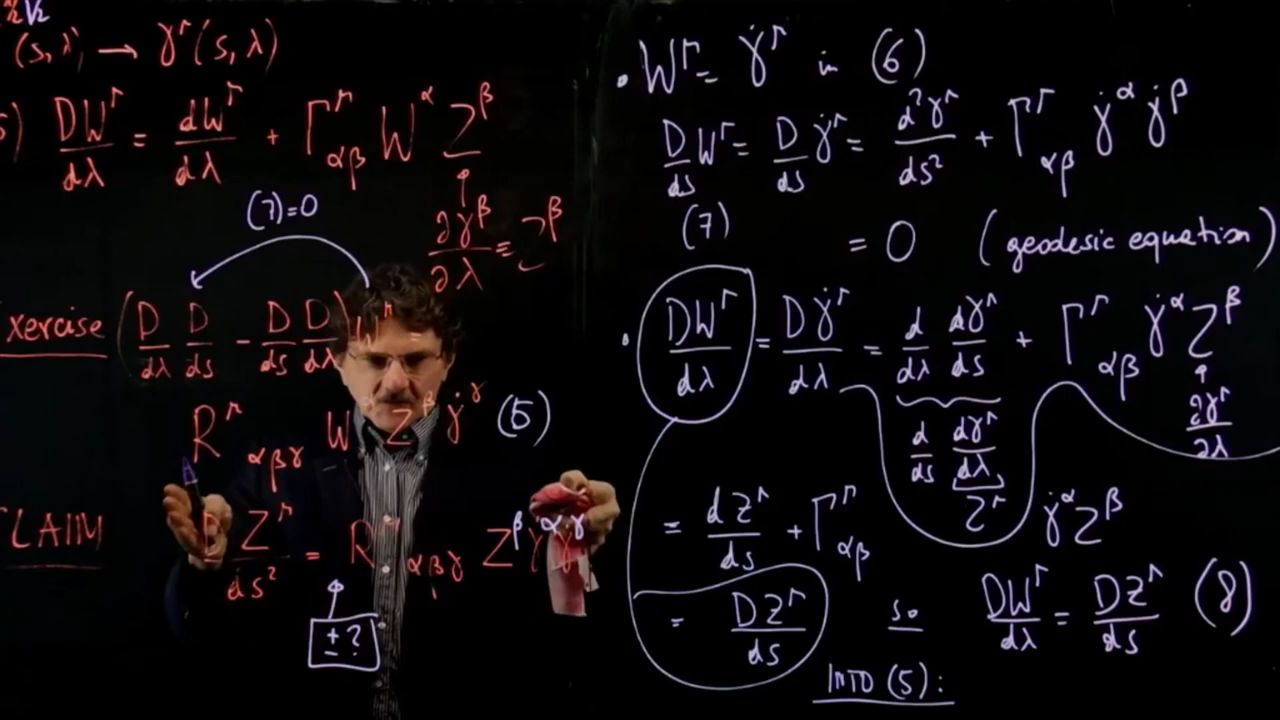 (s, λ) → γ^μ(s, λ)
DW^μ/dλ = dW^μ/dλ + Γ^μ_αβ W^α Z^β
∂γ^β/∂λ = Z^β
(7)=0
xercise (D/dλ D/ds - D/ds D/dλ) W^μ
R^μ_αβγ W^α Z^β γ̇^γ (5)
CLAIM D²Z^μ/ds² = R^μ_αβγ Z^β γ̇^α γ̇^γ
± ?
• W^μ = γ̇^μ in (6)
D/ds W^μ = D/ds γ̇^μ = d²γ^μ/ds² + Γ^μ_αβ γ̇^α γ̇^β
(7) = 0 (geodesic equation)
• DW^μ/dλ = Dγ̇^μ/dλ = d/dλ dγ^μ/ds + Γ^μ_αβ γ̇^α Z^β
∂γ^μ/∂λ
d/ds dγ^μ/dλ
Z^μ
= dZ^μ/ds + Γ^μ_αβ γ̇^α Z^β
= DZ^μ/ds so DW^μ/dλ = DZ^μ/ds (8)
INTO (5):